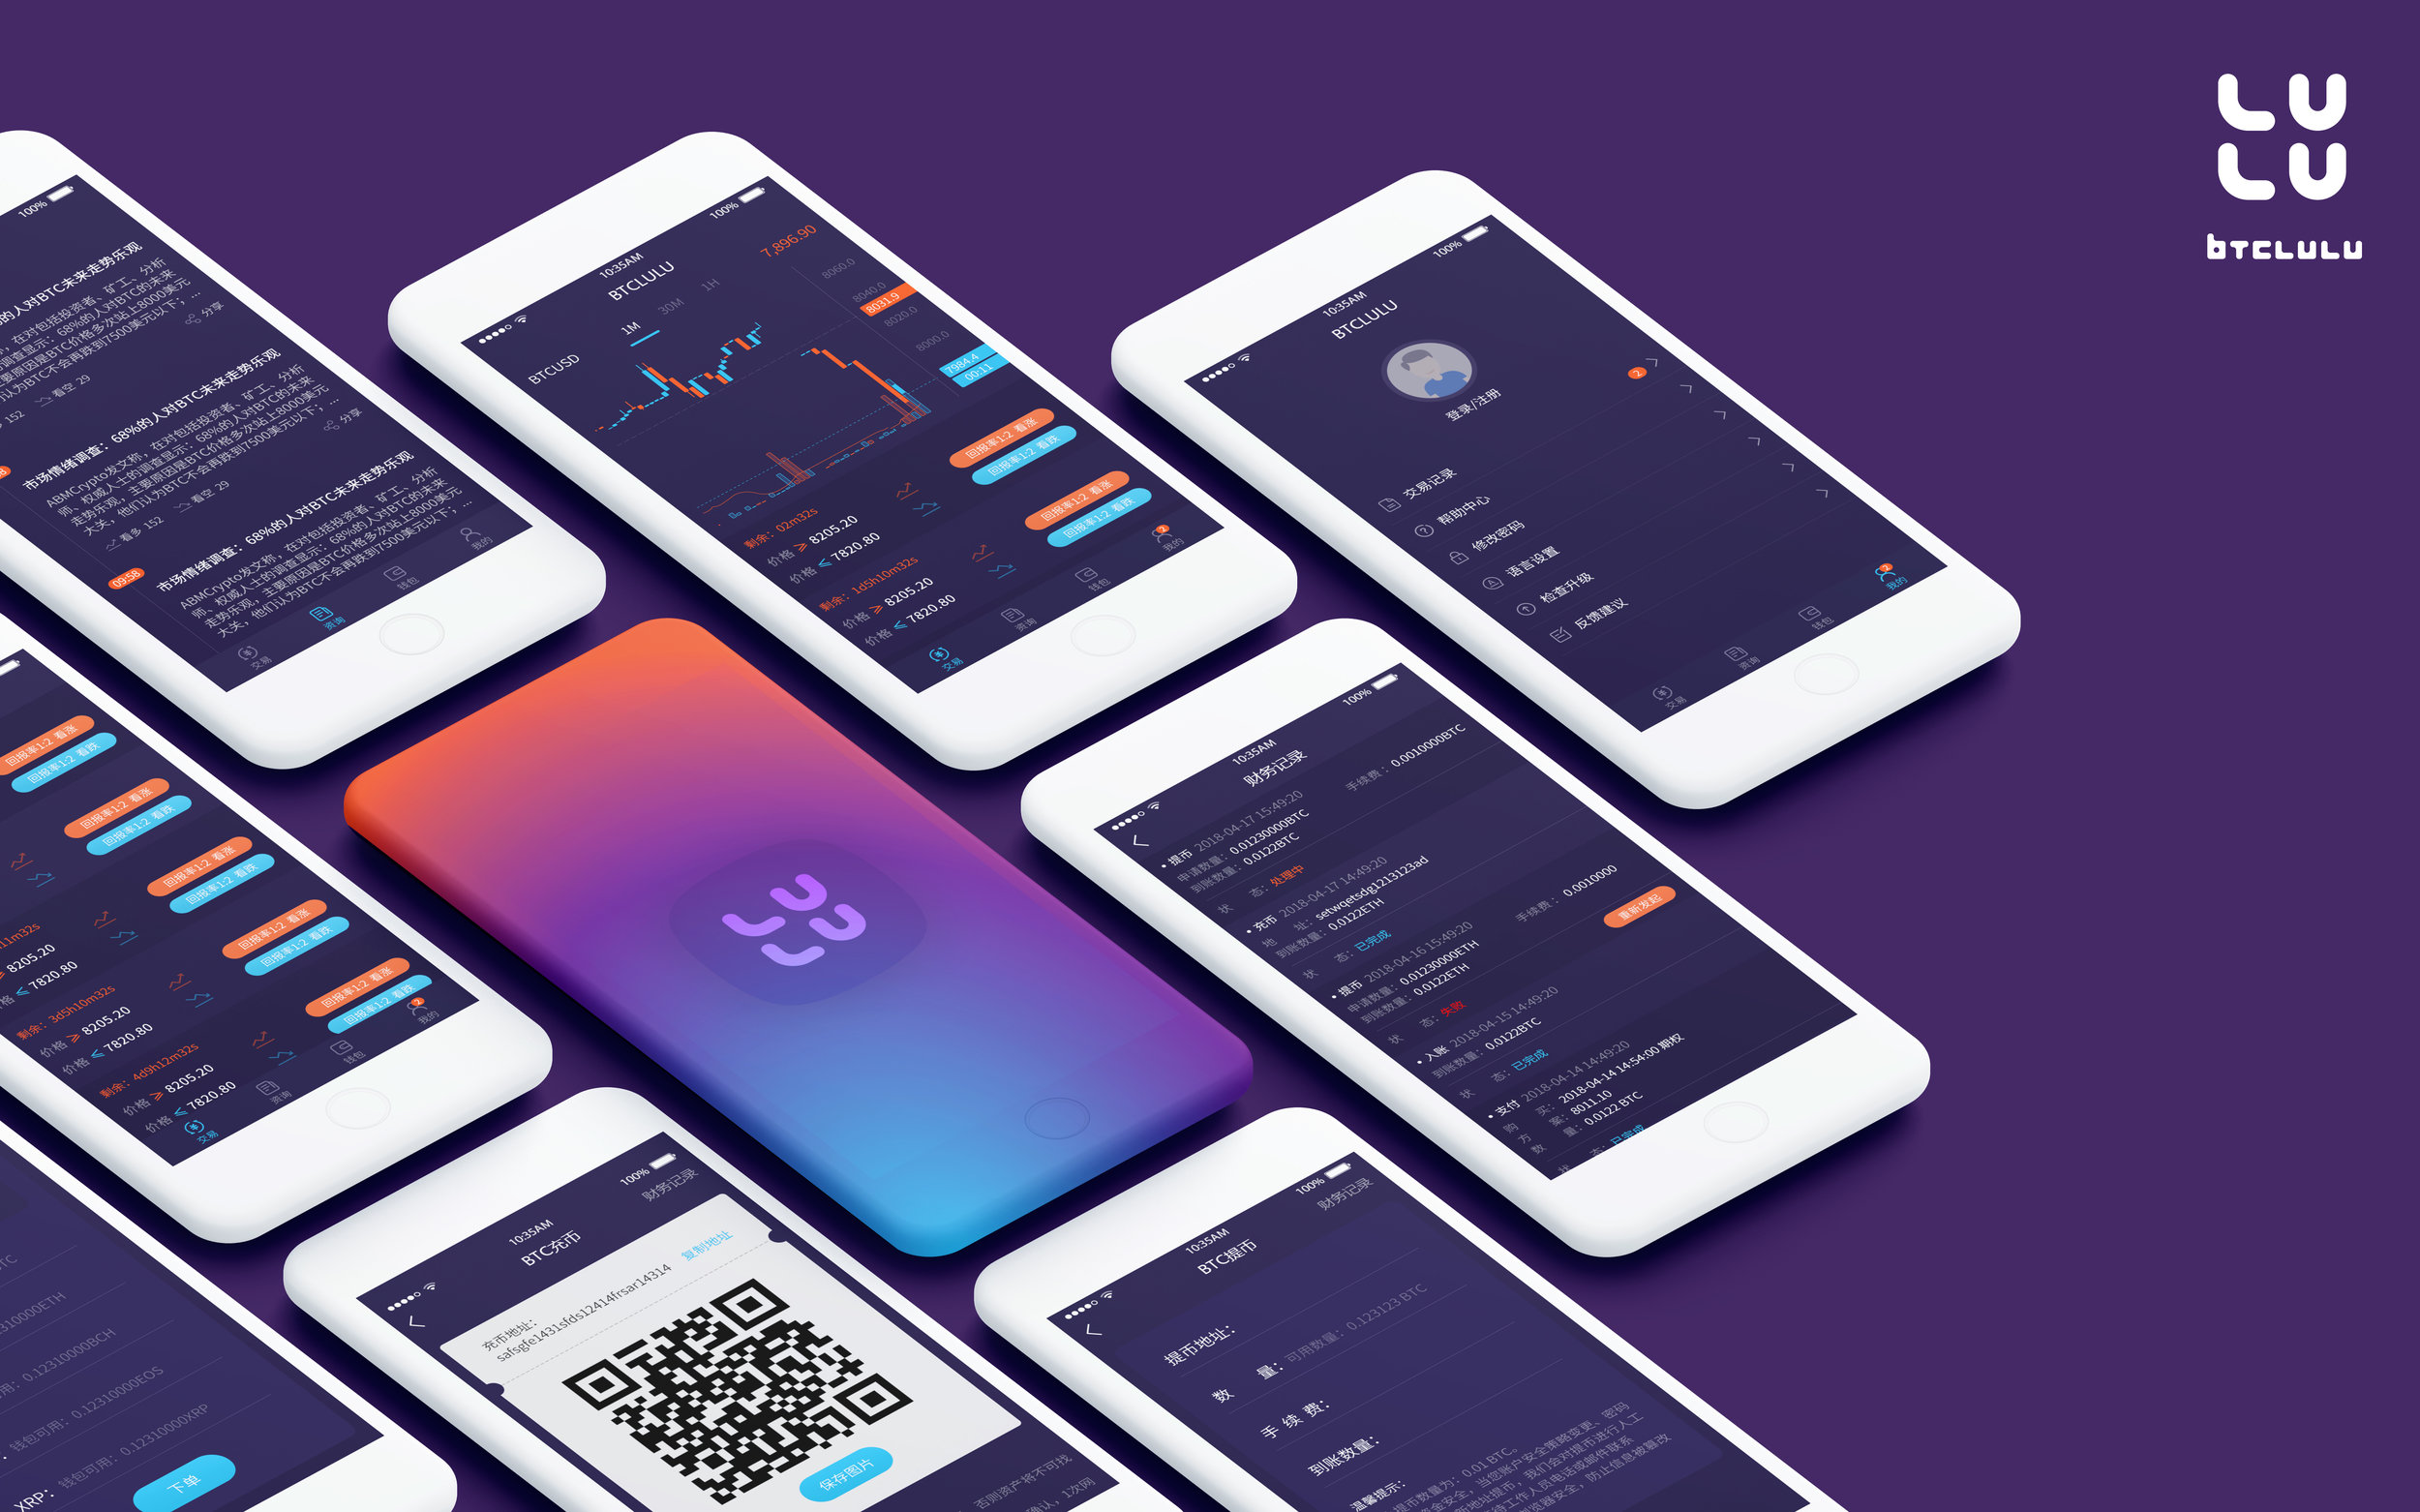 LULU
BTCLULU
100%
的人对BTC未来走势乐观
在对包括投资者、矿工、分析
调查显示：68%的人对BTC的未来
要原因是BTC价格多次站上8000美元
认为BTC不会再跌到7500美元以下；...
152 看空 29 分享
市场情绪调查：68%的人对BTC未来走势乐观
ABMCrypto发文称，在对包括投资者、矿工、分析
师、权威人士的调查显示：68%的人对BTC的未来
走势乐观，主要原因是BTC价格多次站上8000美元
大关，他们认为BTC不会再跌到7500美元以下；...
看多 152 看空 29 分享
09:58
市场情绪调查：68%的人对BTC未来走势乐观
ABMCrypto发文称，在对包括投资者、矿工、分析
师、权威人士的调查显示：68%的人对BTC的未来
走势乐观，主要原因是BTC价格多次站上8000美元
大关，他们认为BTC不会再跌到7500美元以下；...
交易 资讯 钱包 我的
10:35AM 100%
BTCLULU
BTCUSD 1M 30M 1H 7,896.90
8060.0
8040.0
8031.9
8020.0
8000.0
7984.4
00:11
剩余：02m32s
价格 ≥ 8205.20 回报率1:2 看涨
价格 ≤ 7820.80 回报率1:2 看跌
剩余：1d5h10m32s
价格 ≥ 8205.20 回报率1:2 看涨
价格 ≤ 7820.80 回报率1:2 看跌
交易 资讯 钱包 我的 2
10:35AM 100%
BTCLULU
登录/注册
交易记录 2
帮助中心
修改密码
语言设置
检查升级
反馈建议
交易 资讯 钱包 我的 2
回报率1:2 看涨
回报率1:2 看跌
回报率1:2 看涨
回报率1:2 看跌
11m32s
8205.20 回报率1:2 看涨
格 ≤ 7820.80 回报率1:2 看跌
剩余：3d5h10m32s
价格 ≥ 8205.20 回报率1:2 看涨
价格 ≤ 7820.80 回报率1:2 看跌
剩余：4d9h12m32s
价格 ≥ 8205.20 回报率1:2 看涨
价格 ≤ 7820.80 回报率1:2 看跌
交易 资讯 钱包 我的 2
LULU
10:35AM 100%
财务记录
• 提币 2018-04-17 15:49:20
申请数量：0.01230000BTC 手续费：0.0010000BTC
到账数量：0.0122BTC
状 态：处理中
• 充币 2018-04-17 14:49:20
地 址：setwqetsdg1213123ad
到账数量：0.0122ETH
状 态：已完成
• 提币 2018-04-16 15:49:20
申请数量：0.01230000ETH 手续费：0.0010000
到账数量：0.0122ETH
状 态：失败 重新发起
• 入账 2018-04-15 14:49:20
到账数量：0.0122BTC
状 态：已完成
• 支付 2018-04-14 14:49:20
购 买：2018-04-14 14:54:00 期权
方 案：8011.10
数 量：0.0122 BTC
状 态：已完成
TC
310000ETH
用：0.12310000BCH
钱包可用：0.12310000EOS
XRP：钱包可用：0.12310000XRP
下单
10:35AM 100%
BTC充币 财务记录
充币地址：
safsgfe1431sfds12414frsar14314 复制地址
保存图片
否则资产将不可找
确认，1次网
10:35AM 100%
BTC提币 财务记录
提币地址：
数 量：可用数量：0.123123 BTC
手 续 费：
到账数量：
温馨提示：
提币数量为：0.01 BTC。
资金安全，当您账户安全策略变更、密码
新地址提币，我们会对提币进行人工
待工作人员电话或邮件联系
浏览器安全，防止信息被篡改